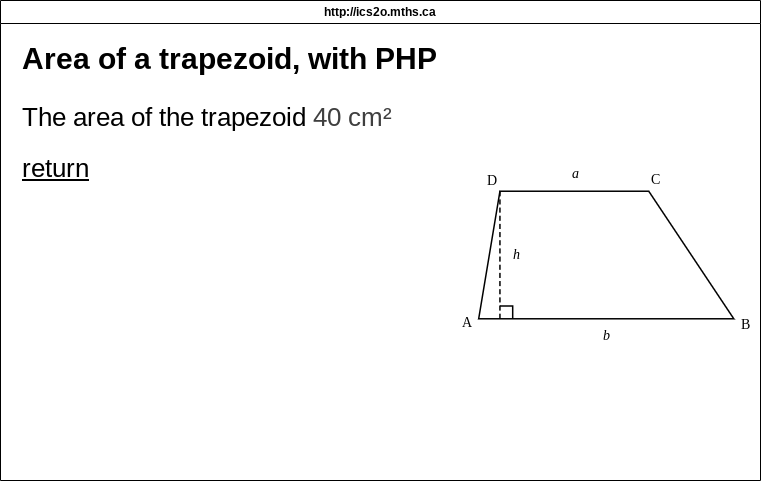 http://ics2o.mths.ca
Area of a trapezoid, with PHP
The area of the trapezoid 40 cm²
return
D
a
C
h
A
b
B